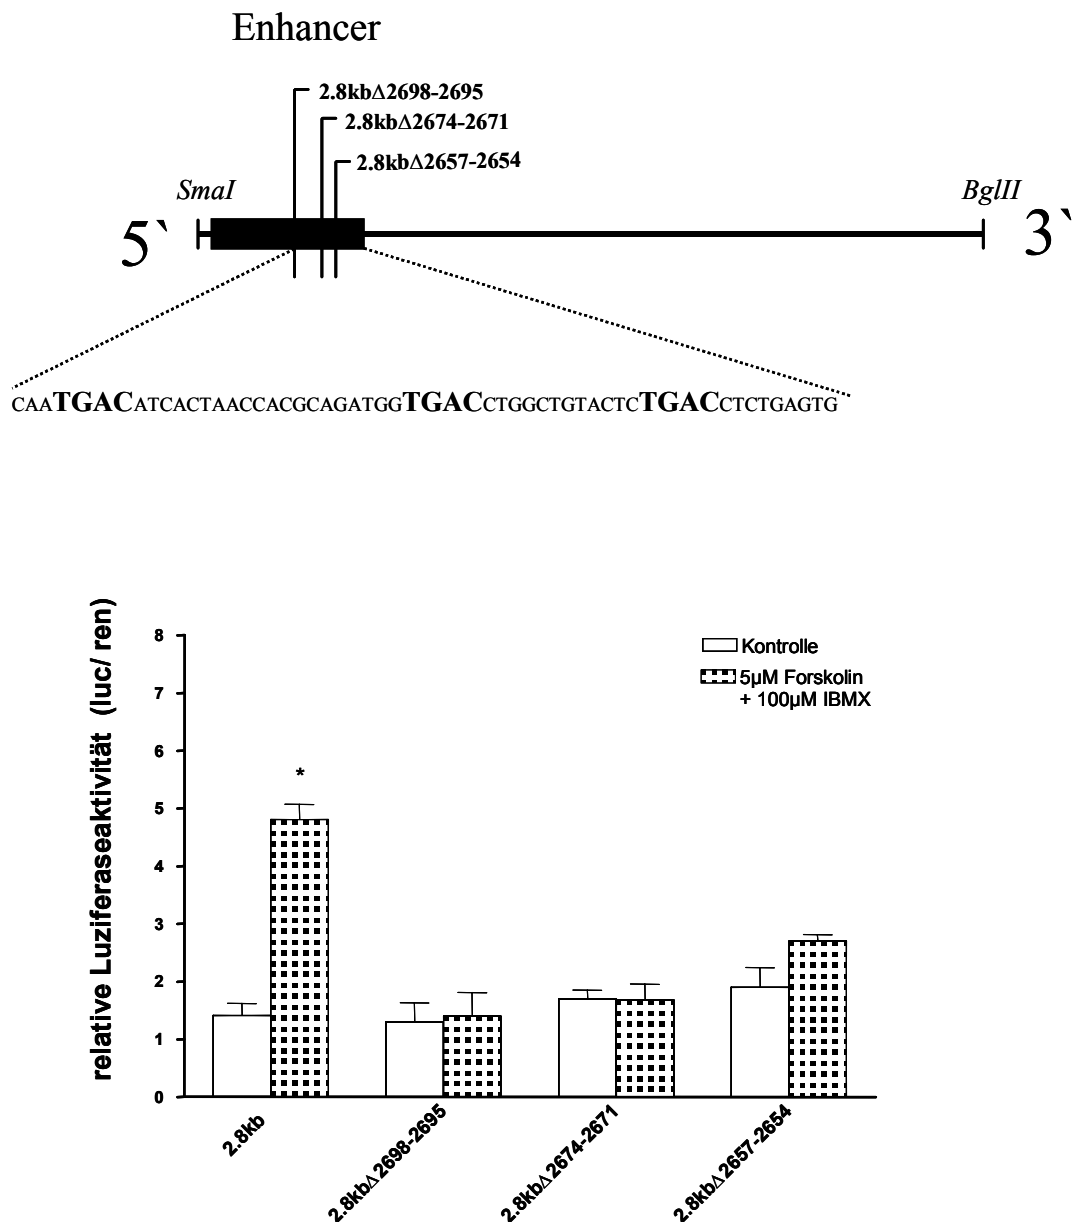 Enhancer
2.8kbΔ2698-2695
2.8kbΔ2674-2671
2.8kbΔ2657-2654
SmaI
BglII
5`
3`
CAATGACATCACTAACCACGCAGATGGTGACCTGGCTGTACTCTGACCTCTGAGTG
relative Luziferaseaktivität (luc/ ren)
8
7
6
5
4
3
2
1
0
*
Kontrolle
5µM Forskolin
+ 100µM IBMX
2.8kb
2.8kbΔ2698-2695
2.8kbΔ2674-2671
2.8kbΔ2657-2654